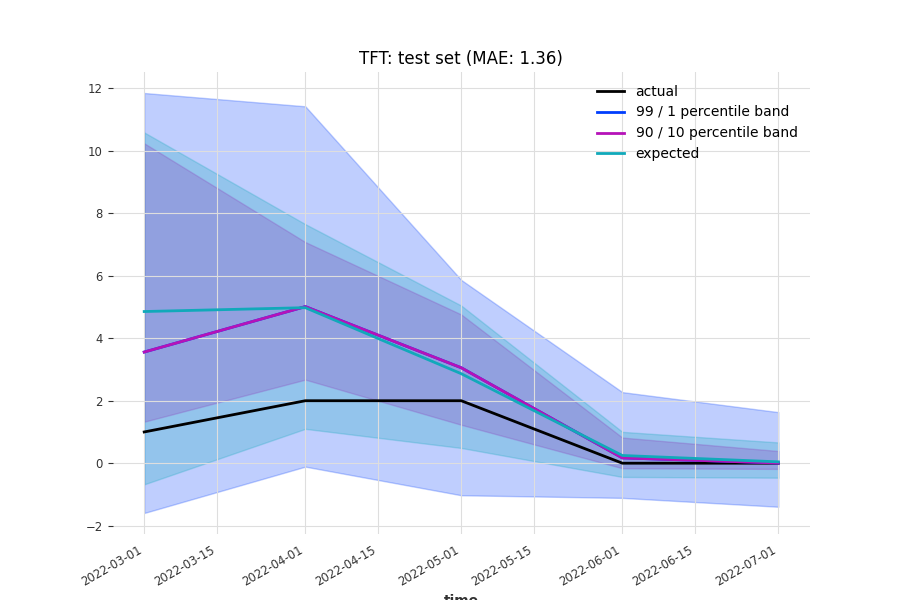 TFT: test set (MAE: 1.36)
actual
99 / 1 percentile band
90 / 10 percentile band
expected
12
10
8
6
4
2
0
−2
2022-03-01
2022-03-15
2022-04-01
2022-04-15
2022-05-01
2022-05-15
2022-06-01
2022-06-15
2022-07-01
time